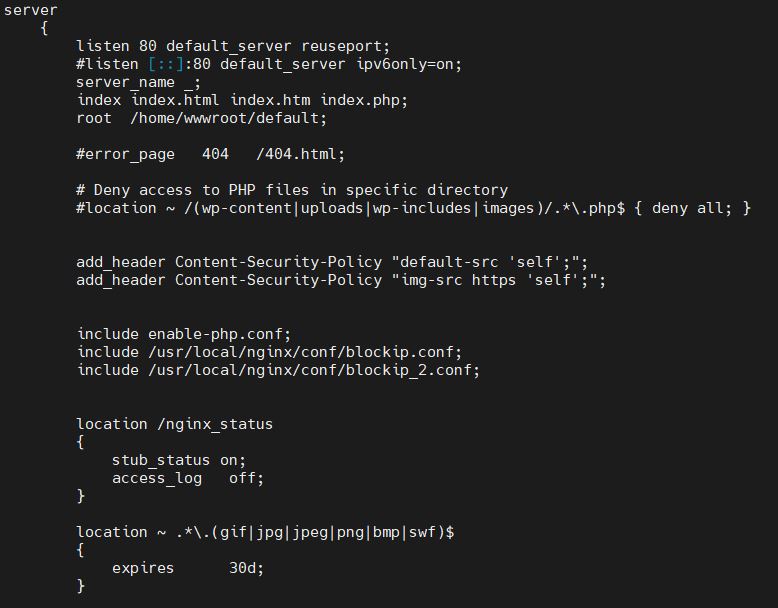 server
{
listen 80 default_server reuseport;
#listen [::]:80 default_server ipv6only=on;
server_name _;
index index.html index.htm index.php;
root  /home/wwwroot/default;
#error_page   404   /404.html;
# Deny access to PHP files in specific directory
#location ~ /(wp-content|uploads|wp-includes|images)/.*\.php$ { deny all; }
add_header Content-Security-Policy "default-src 'self';";
add_header Content-Security-Policy "img-src https 'self';";
include enable-php.conf;
include /usr/local/nginx/conf/blockip.conf;
include /usr/local/nginx/conf/blockip_2.conf;
location /nginx_status
{
stub_status on;
access_log   off;
}
location ~ .*\.(gif|jpg|jpeg|png|bmp|swf)$
{
expires      30d;
}